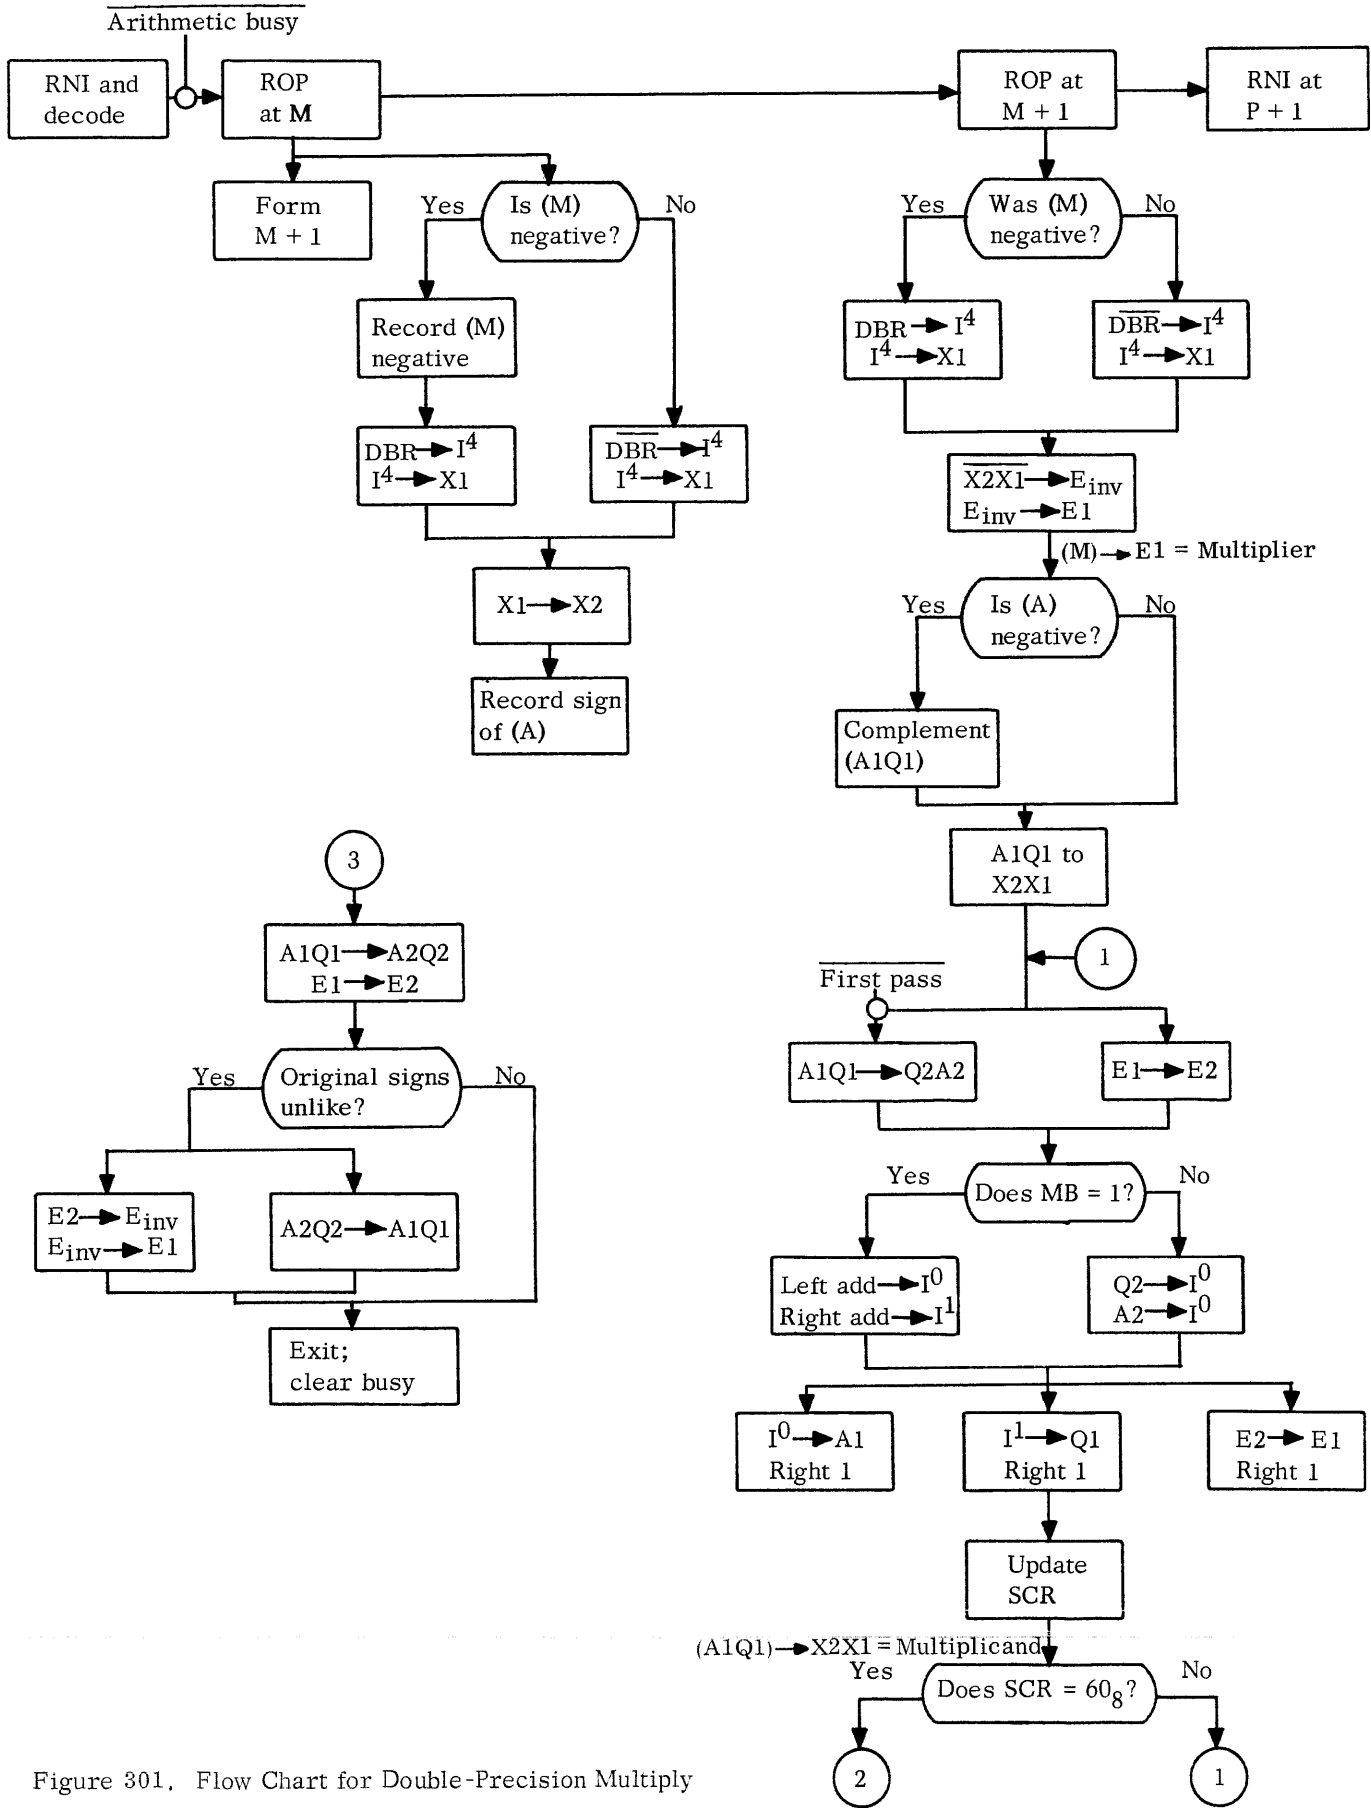 Arithmetic busy
RNI and
decode
ROP
at M
ROP at
M + 1
RNI at
P + 1
Form
M + 1
Yes
Is (M)
negative?
No
Yes
Was (M)
negative?
No
Record (M)
negative
DBR → I⁴
I⁴ → X1
DBR → I⁴
I⁴ → X1
DBR → I⁴
I⁴ → X1
DBR → I⁴
I⁴ → X1
X2X1 → Einv
Einv → E1
(M) → E1 = Multiplier
X1 → X2
Record sign
of (A)
Yes
Is (A)
negative?
No
Complement
(A1Q1)
A1Q1 to
X2X1
1
First pass
A1Q1 → Q2A2
E1 → E2
Yes
Does MB = 1?
No
Left add → I⁰
Right add → I¹
Q2 → I⁰
A2 → I⁰
I⁰ → A1
Right 1
I¹ → Q1
Right 1
E2 → E1
Right 1
Update
SCR
(A1Q1) → X2X1 = Multiplicand
Yes
Does SCR = 60₈?
No
2
1
3
A1Q1 → A2Q2
E1 → E2
Yes
Original signs
unlike?
No
E2 → Einv
Einv → E1
A2Q2 → A1Q1
Exit;
clear busy
Figure 301. Flow Chart for Double-Precision Multiply